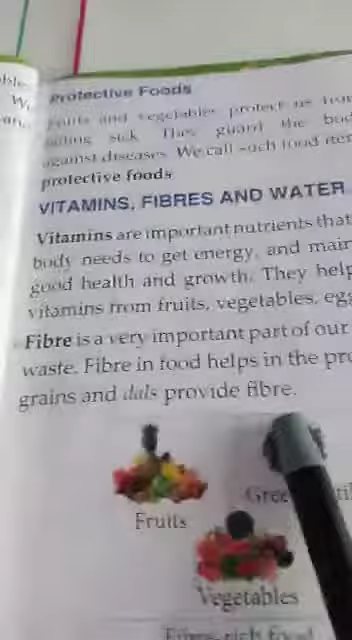 Protective Foods
Fruits and vegetables protect us from
falling sick. They guard the body
against diseases. We call such food items
protective foods
VITAMINS, FIBRES AND WATER
Vitamins are important nutrients that
body needs to get energy, and
good health and growth. They help
vitamins from fruits, vegetables,
Fibre is a very important part of our
waste. Fibre in food helps in the
grains and dals provide fibre.
Fruits
Vegetables
Fibre-rich food